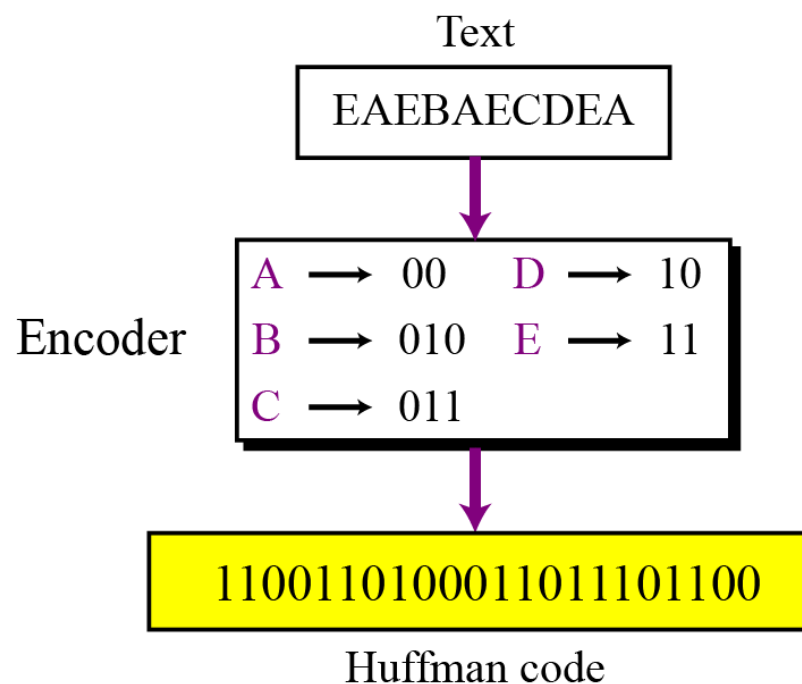 Text
EAEBAECDEA
A → 00 D → 10
Encoder B → 010 E → 11
C → 011
1100110100011011101100
Huffman code